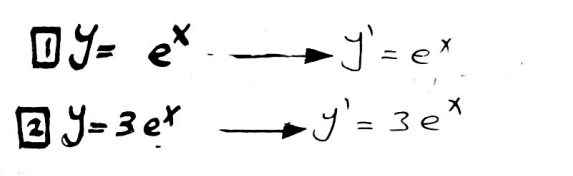 1 y = e^x → y' = e^x
2 y = 3e^x → y' = 3e^x